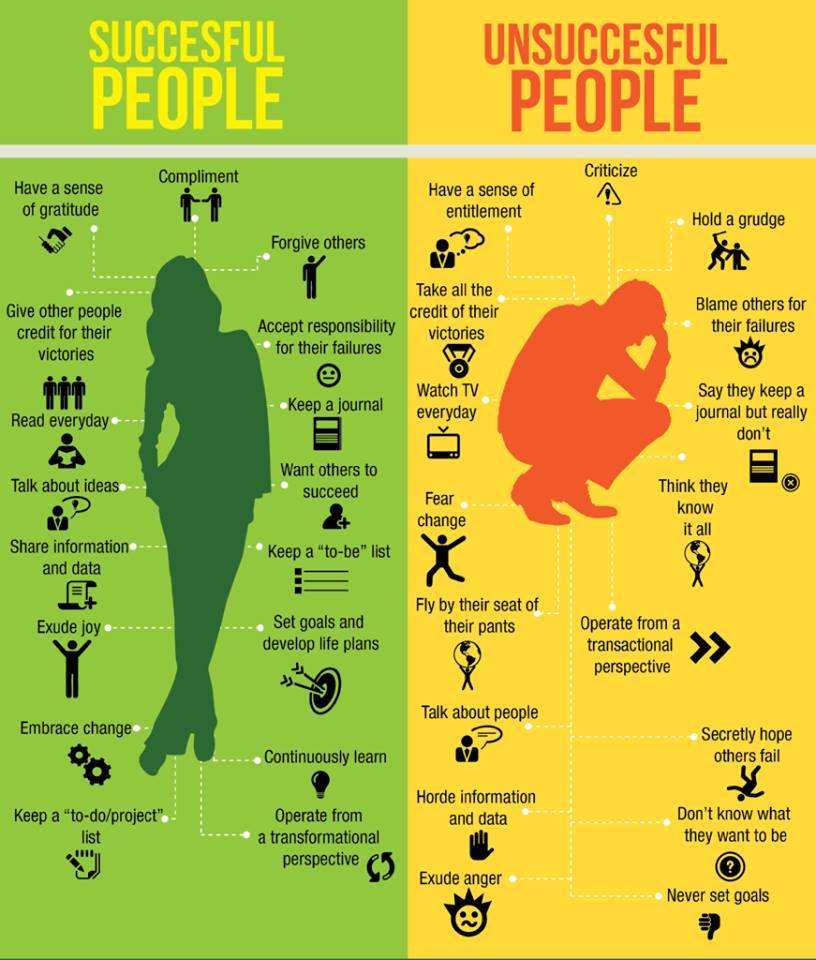 SUCCESFUL
PEOPLE
Have a sense
of gratitude
Compliment
Forgive others
Give other people
credit for their
victories
Accept responsibility
for their failures
Keep a journal
Read everyday
Want others to
succeed
Talk about ideas
Share information
and data
Keep a “to-be” list
Exude joy
Set goals and
develop life plans
Embrace change
Continuously learn
Keep a “to-do/project”
list
Operate from
a transformational
perspective
UNSUCCESFUL
PEOPLE
Have a sense of
entitlement
Criticize
Hold a grudge
Take all the
credit of their
victories
Blame others for
their failures
Watch TV
everyday
Say they keep a
journal but really
don’t
Fear
change
Think they
know
it all
Fly by their seat of
their pants
Operate from a
transactional
perspective
Talk about people
Secretly hope
others fail
Horde information
and data
Don’t know what
they want to be
?
Exude anger
Never set goals